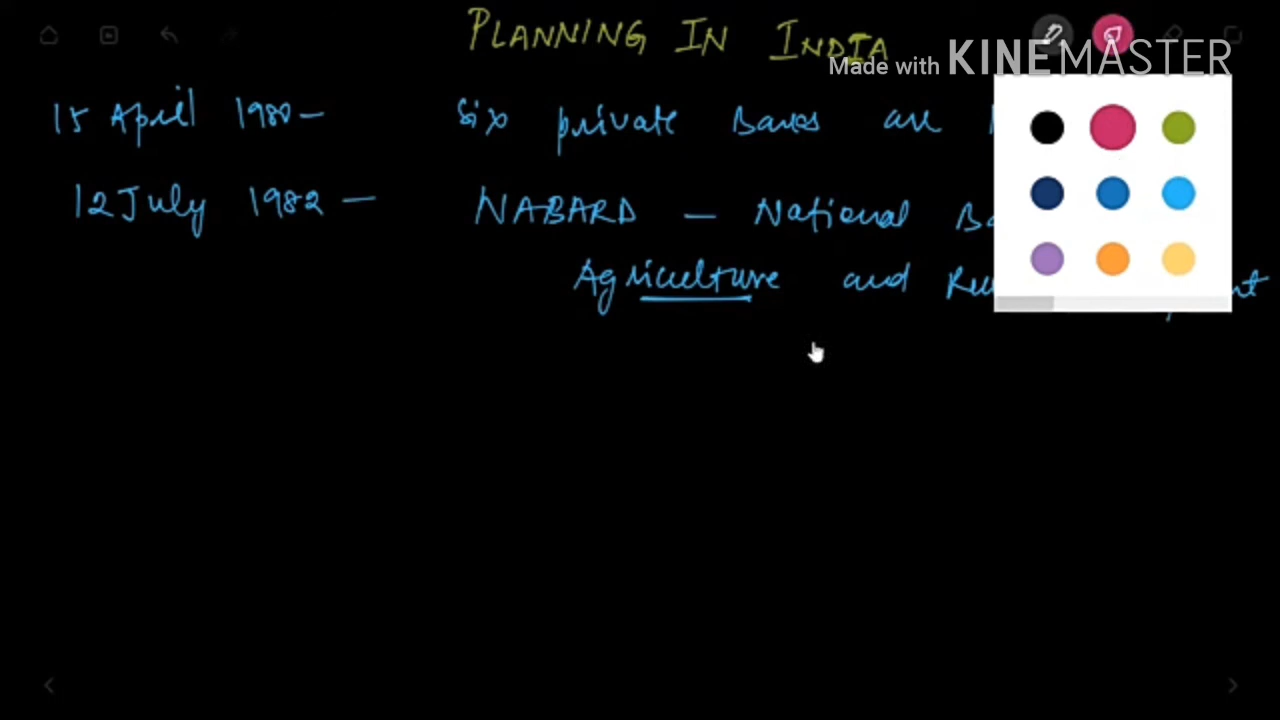 PLANNING IN INDIA
Made with KINEMASTER
15 April 1980 - Six private Banks are
12 July 1982 - NABARD - National Ba
Agriculture and